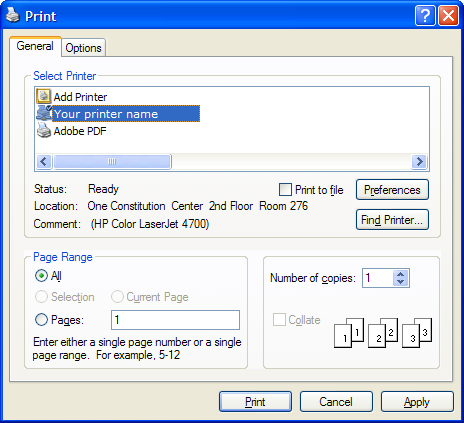 Print
General Options
Select Printer
Add Printer
Your printer name
Adobe PDF
Status: Ready
Print to file Preferences
Location: One Constitution Center 2nd Floor Room 276
Comment: (HP Color LaserJet 4700)
Find Printer...
Page Range
All
Selection Current Page
Pages: 1
Enter either a single page number or a single
page range. For example, 5-12
Number of copies: 1
Collate
1 1 2 2 3 3
Print Cancel Apply